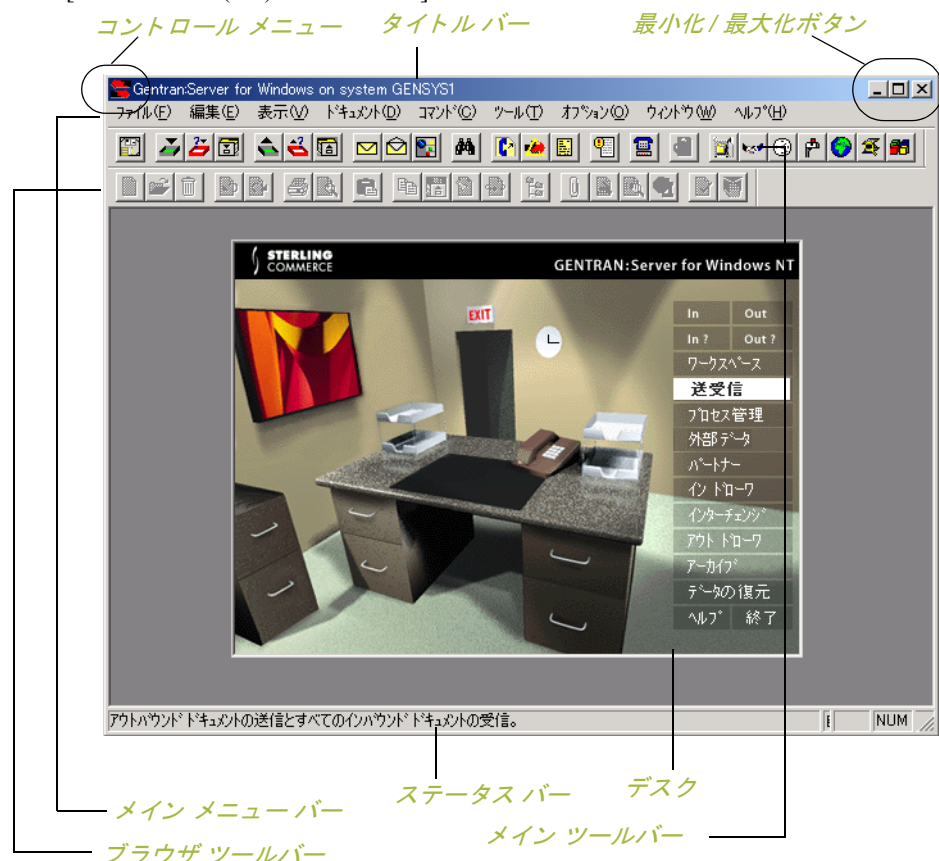 コントロール メニュー タイトル バー 最小化 / 最大化ボタン
Gentran:Server for Windows on system GENSYS1
ファイル(F) 編集(E) 表示(V) ドキュメント(D) コマンド(C) ツール(T) オプション(O) ウィンドウ(W) ヘルプ(H)
STERLING
COMMERCE
GENTRAN:Server for Windows NT
EXIT
In Out
In ? Out ?
ワークスペース
送受信
プロセス管理
外部データ
パートナー
イン ドローワ
インターチェンジ
アウト ドローワ
アーカイブ
データの復元
ヘルプ 終了
アウトバウンド ドキュメントの送信とすべてのインバウンド ドキュメントの受信。
NUM
ステータス バー デスク
メイン メニュー バー
メイン ツールバー
ブラウザ ツールバー